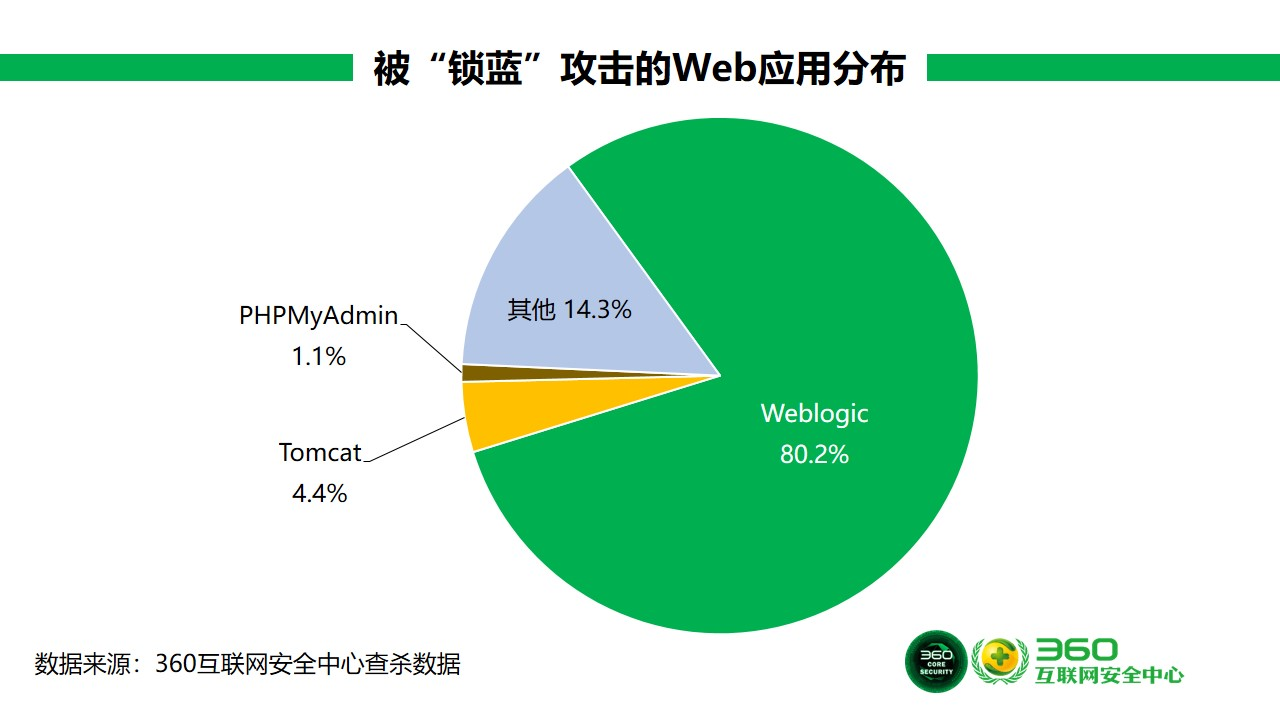 被“锁蓝”攻击的Web应用分布
其他 14.3%
PHPMyAdmin
1.1%
Weblogic
80.2%
Tomcat
4.4%
数据来源：360互联网安全中心查杀数据
360
CORE
SECURITY
360
互联网安全中心